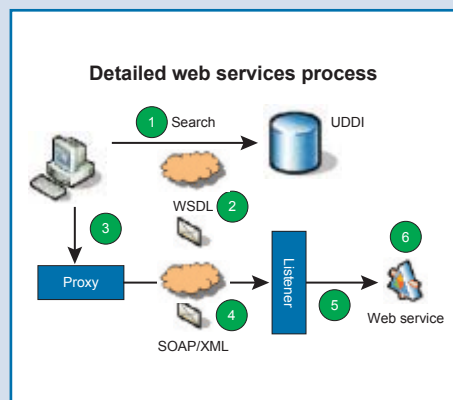 Detailed web services process
1 Search
UDDI
WSDL 2
3
6
Proxy
Listener
4
5
Web service
SOAP/XML